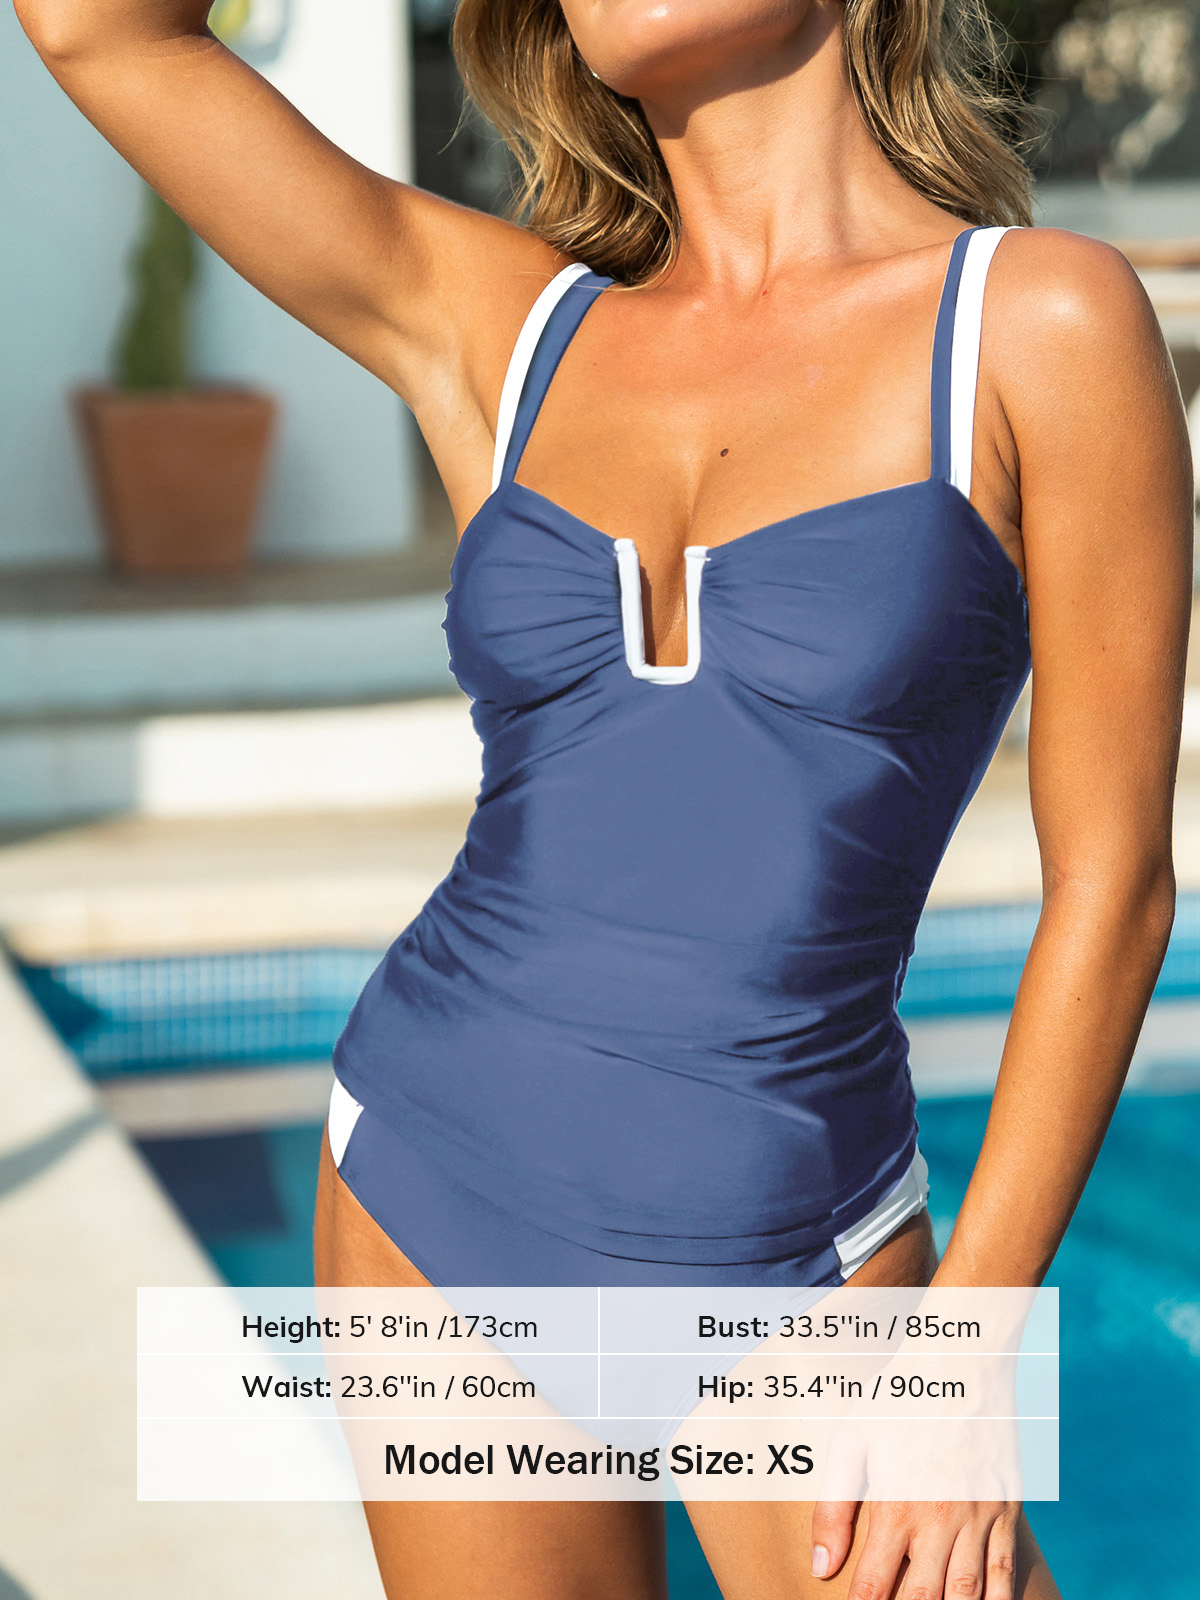 Height: 5' 8'in /173cm
Bust: 33.5''in / 85cm
Waist: 23.6''in / 60cm
Hip: 35.4''in / 90cm
Model Wearing Size: XS